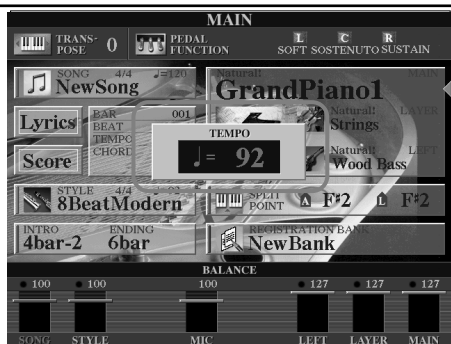 MAIN
TRANS-
POSE 0
PEDAL
FUNCTION
L C R
SOFT SOSTENUTO SUSTAIN
SONG 4/4 ♩=120
NewSong
Natural! MAIN
GrandPiano1
Lyrics
BAR 001
BEAT
TEMPO
CHORD
Natural! LAYER
Strings
TEMPO
♩= 92
Score
Natural! LEFT
Wood Bass
STYLE 4/4
8BeatModern
SPLIT
POINT
A F♯2 L F♯2
INTRO ENDING
4bar-2 6bar
REGISTRATION BANK
NewBank
BALANCE
100 100 100 127 127 127
SONG STYLE MIC LEFT LAYER MAIN